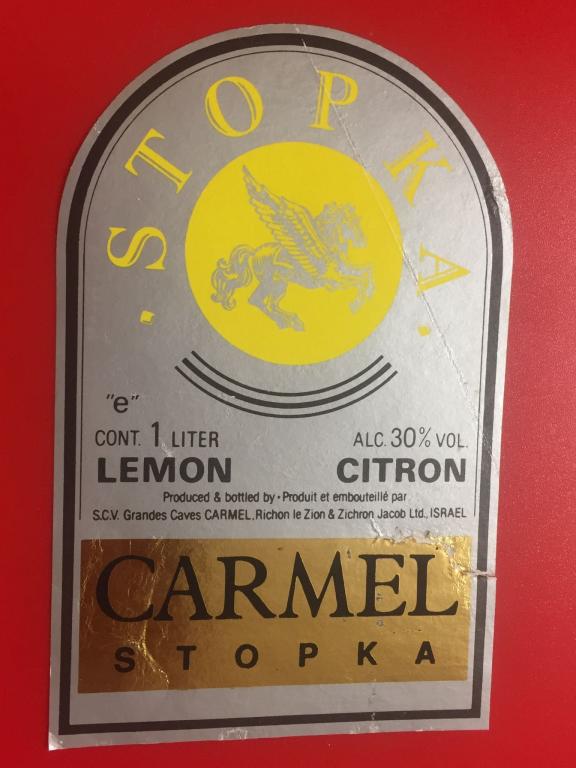 · STOPKA ·
"e"
CONT. 1 LITER ALC. 30% VOL.
LEMON CITRON
Produced & bottled by • Produit et embouteillé par
S.C.V. Grandes Caves CARMEL, Richon le Zion & Zichron Jacob Ltd., ISRAEL
CARMEL
STOPKA